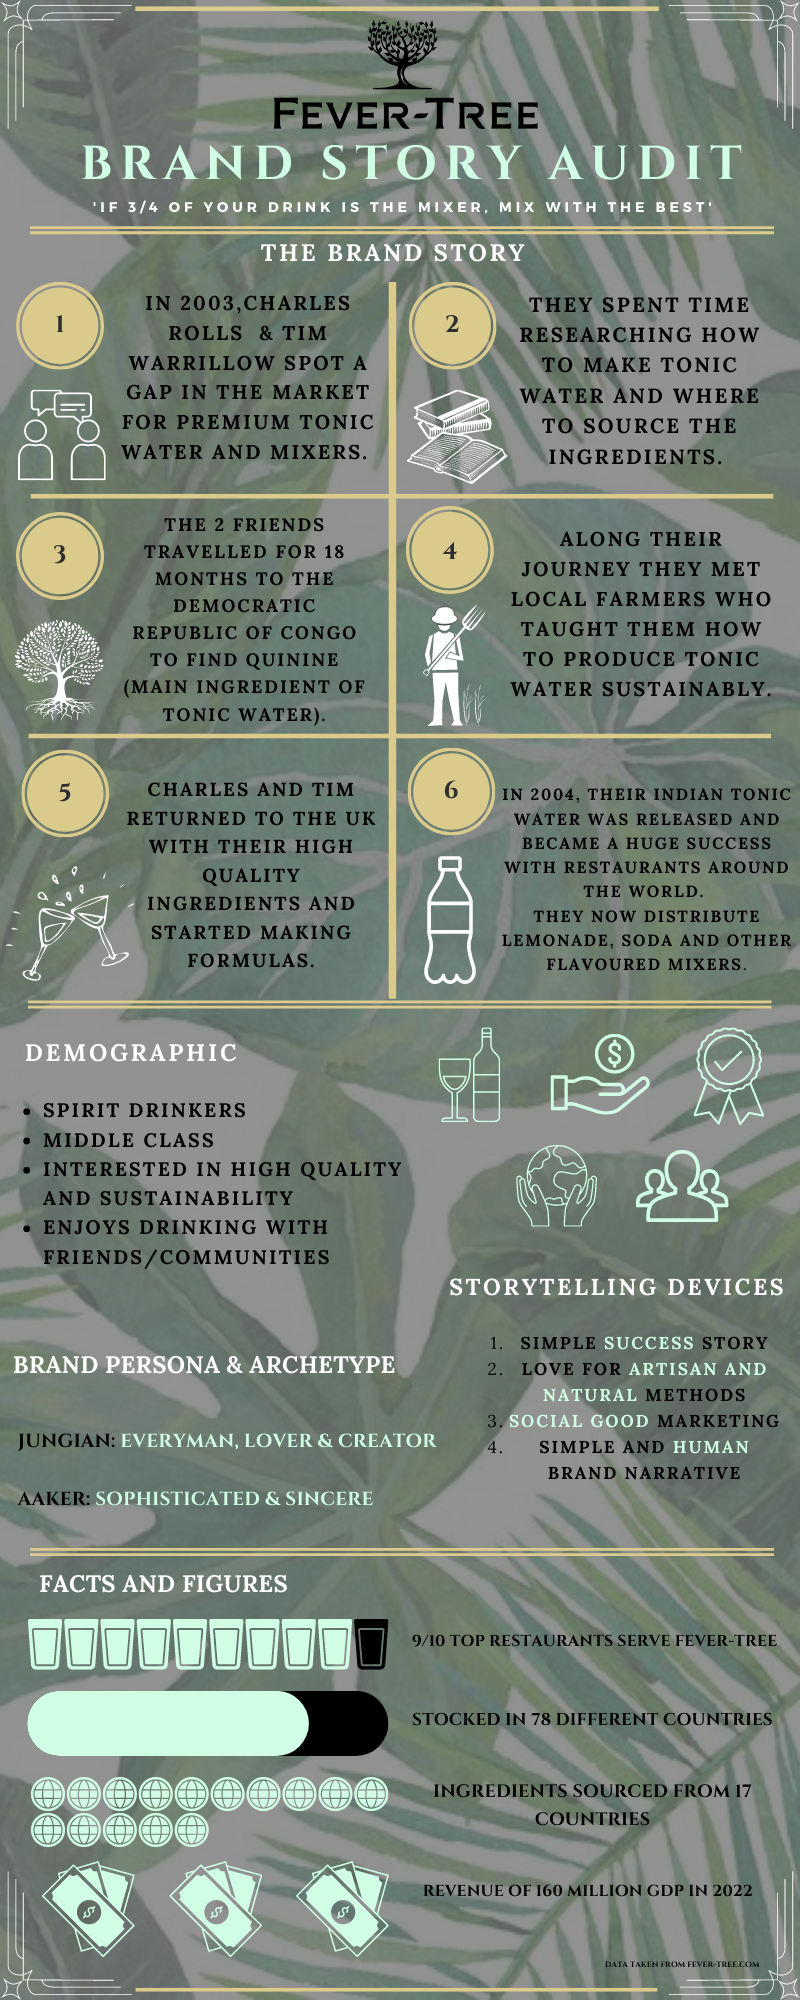 FEVER-TREE
BRAND STORY AUDIT
'IF 3/4 OF YOUR DRINK IS THE MIXER, MIX WITH THE BEST'
THE BRAND STORY
1
IN 2003,CHARLES
ROLLS & TIM
WARRILLOW SPOT A
GAP IN THE MARKET
FOR PREMIUM TONIC
WATER AND MIXERS.
2
THEY SPENT TIME
RESEARCHING HOW
TO MAKE TONIC
WATER AND WHERE
TO SOURCE THE
INGREDIENTS.
3
THE 2 FRIENDS
TRAVELLED FOR 18
MONTHS TO THE
DEMOCRATIC
REPUBLIC OF CONGO
TO FIND QUININE
(MAIN INGREDIENT OF
TONIC WATER).
4
ALONG THEIR
JOURNEY THEY MET
LOCAL FARMERS WHO
TAUGHT THEM HOW
TO PRODUCE TONIC
WATER SUSTAINABLY.
5
CHARLES AND TIM
RETURNED TO THE UK
WITH THEIR HIGH
QUALITY
INGREDIENTS AND
STARTED MAKING
FORMULAS.
6
IN 2004, THEIR INDIAN TONIC
WATER WAS RELEASED AND
BECAME A HUGE SUCCESS
WITH RESTAURANTS AROUND
THE WORLD.
THEY NOW DISTRIBUTE
LEMONADE, SODA AND OTHER
FLAVOURED MIXERS.
DEMOGRAPHIC
• SPIRIT DRINKERS
• MIDDLE CLASS
• INTERESTED IN HIGH QUALITY
AND SUSTAINABILITY
• ENJOYS DRINKING WITH
FRIENDS/COMMUNITIES
$
STORYTELLING DEVICES
1. SIMPLE SUCCESS STORY
2. LOVE FOR ARTISAN AND
NATURAL METHODS
3. SOCIAL GOOD MARKETING
4. SIMPLE AND HUMAN
BRAND NARRATIVE
BRAND PERSONA & ARCHETYPE
JUNGIAN: EVERYMAN, LOVER & CREATOR
AAKER: SOPHISTICATED & SINCERE
FACTS AND FIGURES
9/10 TOP RESTAURANTS SERVE FEVER-TREE
STOCKED IN 78 DIFFERENT COUNTRIES
INGREDIENTS SOURCED FROM 17
COUNTRIES
$ $ $
REVENUE OF 160 MILLION GDP IN 2022
DATA TAKEN FROM FEVER-TREE.COM